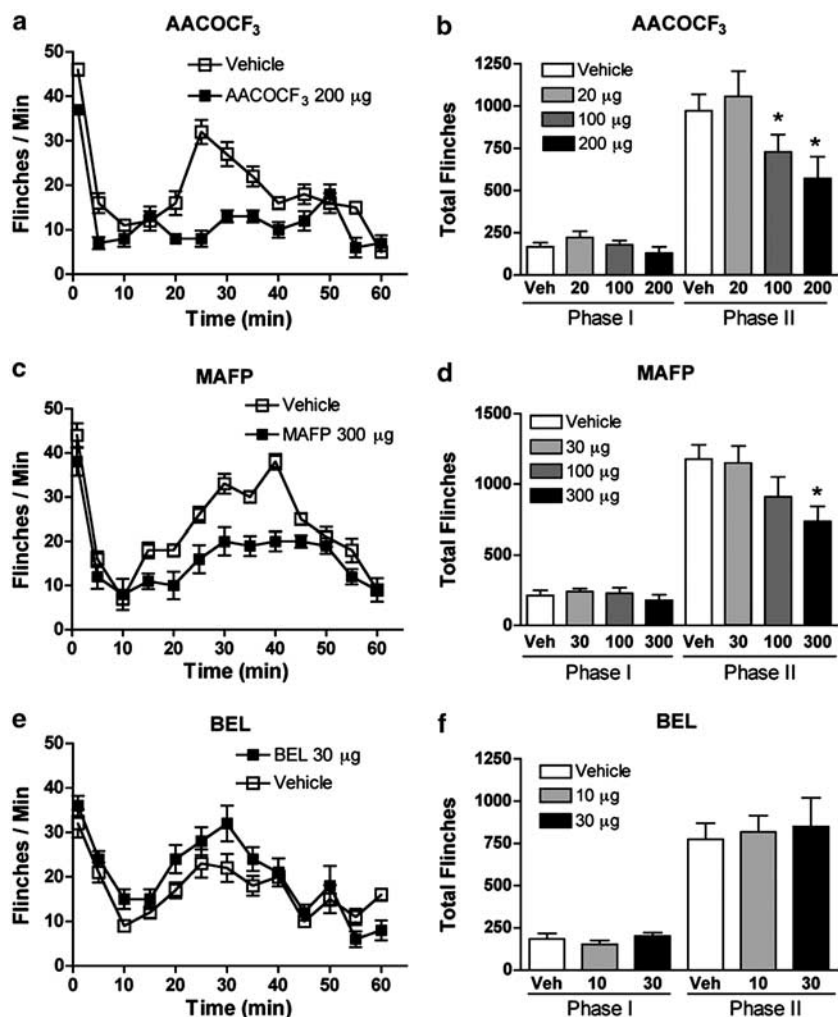 a
AACOCF₃
50
40
30
20
10
0
Flinches / Min
Vehicle
AACOCF₃ 200 µg
0 10 20 30 40 50 60
Time (min)
b
AACOCF₃
1250
1000
750
500
250
0
Total Flinches
Vehicle
20 µg
100 µg
200 µg
* *
Veh 20 100 200 Veh 20 100 200
Phase I Phase II
c
MAFP
50
40
30
20
10
0
Flinches / Min
Vehicle
MAFP 300 µg
0 10 20 30 40 50 60
Time (min)
d
MAFP
1500
1250
1000
750
500
250
0
Total Flinches
Vehicle
30 µg
100 µg
300 µg
*
Veh 30 100 300 Veh 30 100 300
Phase I Phase II
e
BEL
50
40
30
20
10
0
Flinches / Min
BEL 30 µg
Vehicle
0 10 20 30 40 50 60
Time (min)
f
BEL
1250
1000
750
500
250
0
Total Flinches
Vehicle
10 µg
30 µg
Veh 10 30 Veh 10 30
Phase I Phase II